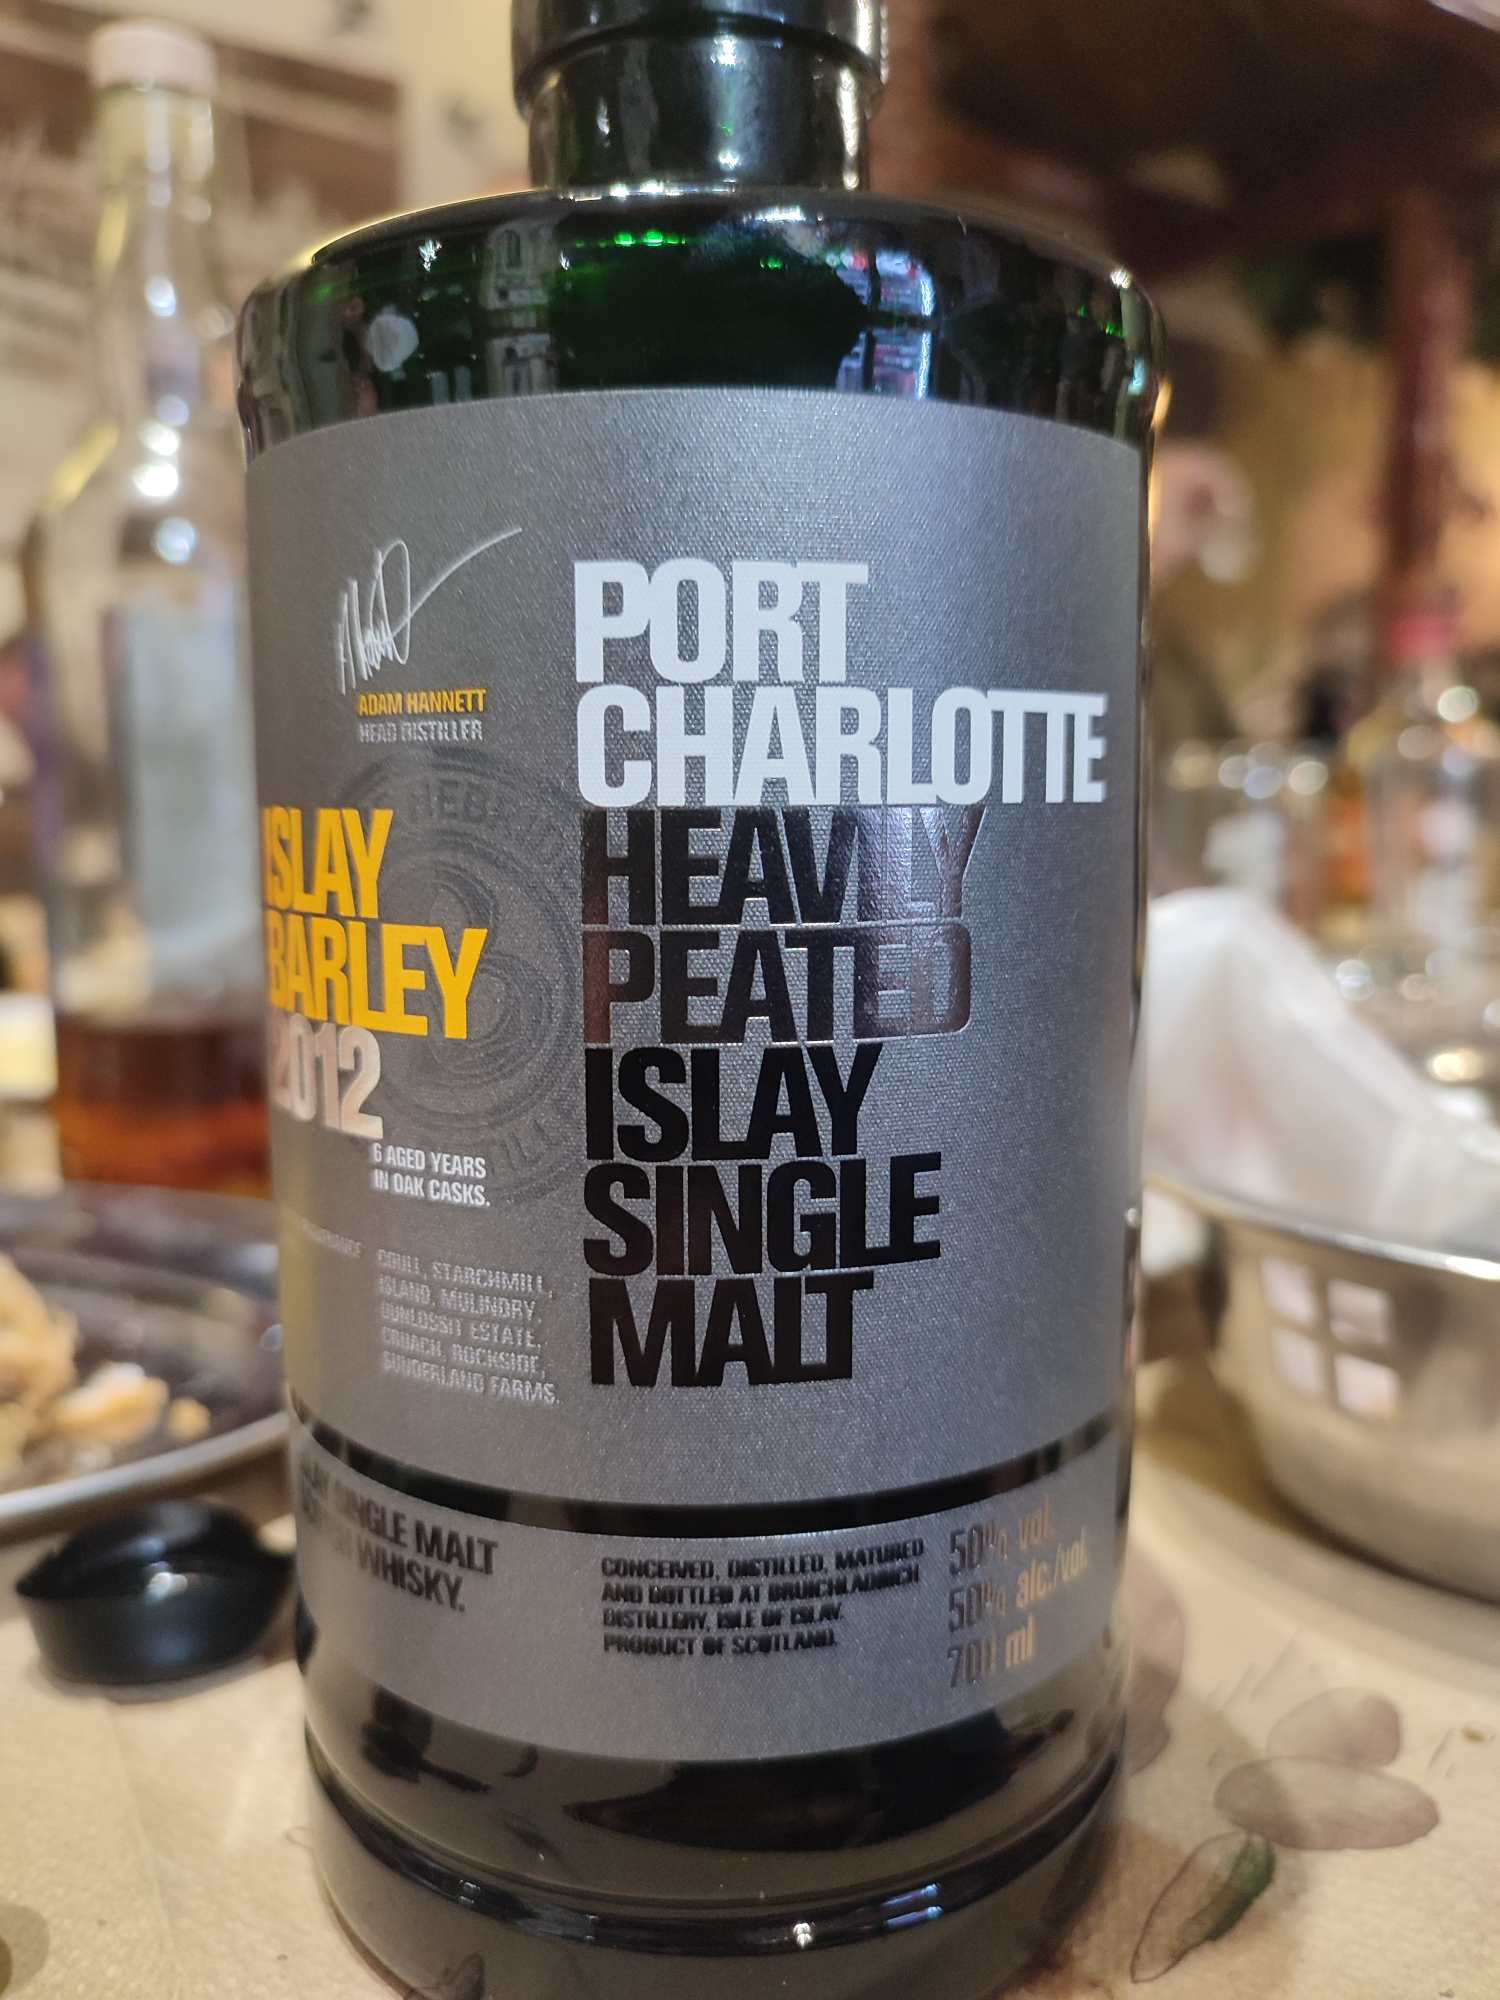 PORT
CHARLOTTE
HEAVILY
PEATED
ISLAY
SINGLE
MALT
ADAM HANNETT
HEAD DISTILLER
ISLAY
BARLEY
2012
6 AGED YEARS
IN OAK CASKS.
COULL, STARCHMILL,
ISLAND, MULINDRY,
DUNLOSSIT ESTATE,
CRUACH, ROCKSIDE,
SUNDERLAND FARMS.
SINGLE MALT
WHISKY.
CONCEIVED, DISTILLED, MATURED
AND BOTTLED AT BRUICHLADDICH
DISTILLERY, ISLE OF ISLAY.
PRODUCT OF SCOTLAND.
50% vol.
50% alc./vol.
700 ml